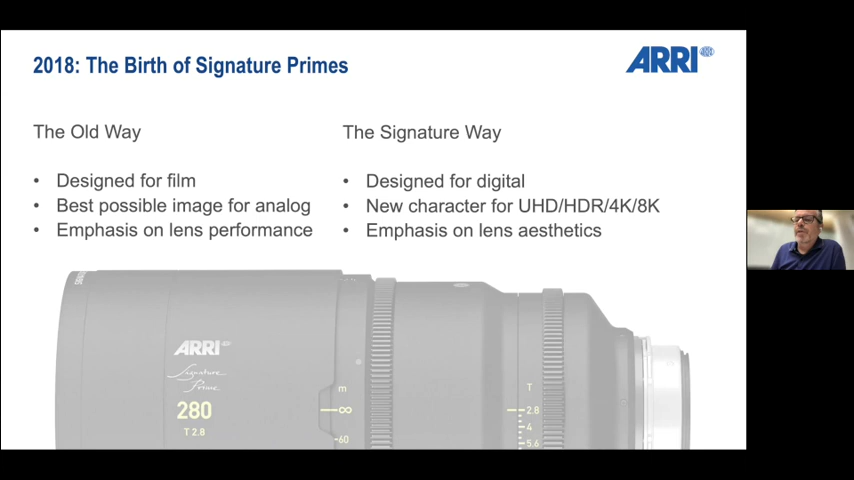 2018: The Birth of Signature Primes
ARRI
The Old Way
• Designed for film
• Best possible image for analog
• Emphasis on lens performance
The Signature Way
• Designed for digital
• New character for UHD/HDR/4K/8K
• Emphasis on lens aesthetics
ARRI
Signature
Prime
280
T 2.8
m
∞
-60
T
2.8
4
5.6